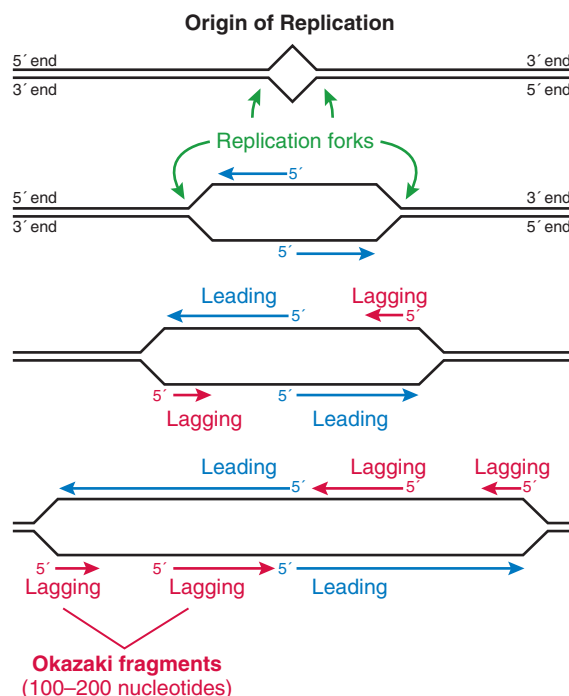 Origin of Replication
5´ end 3´ end
3´ end 5´ end
Replication forks
5´
5´ end 3´ end
3´ end 5´ end
5´
Leading Lagging
5´ 5´
5´ 5´
Lagging Leading
Leading Lagging Lagging
5´ 5´ 5´
5´ 5´ 5´
Lagging Lagging Leading
Okazaki fragments
(100–200 nucleotides)